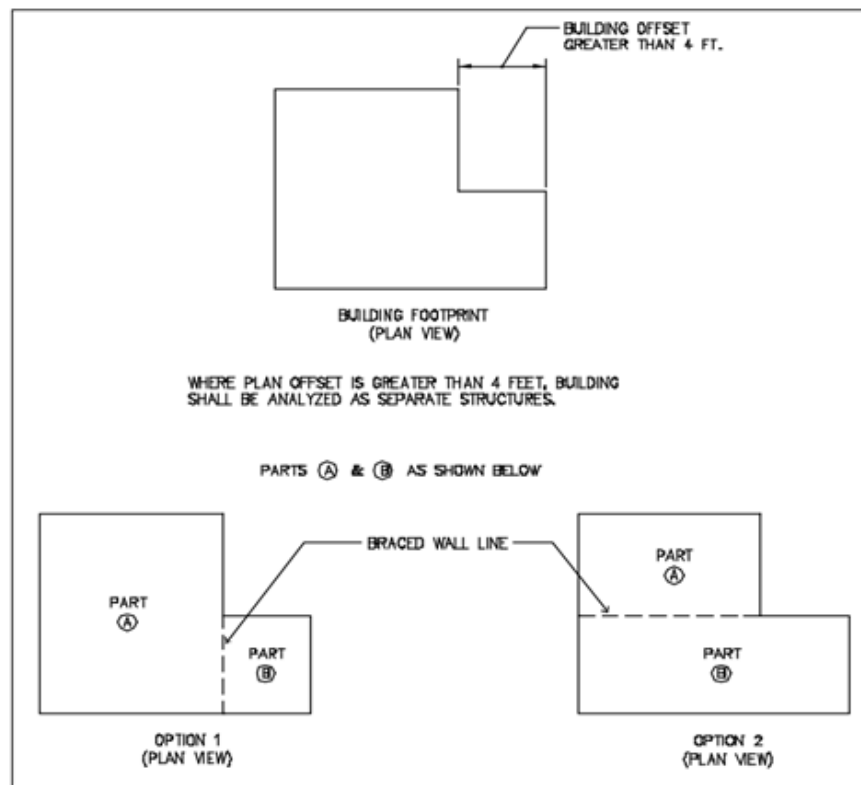 BUILDING OFFSET
GREATER THAN 4 FT.
BUILDING FOOTPRINT
(PLAN VIEW)
WHERE PLAN OFFSET IS GREATER THAN 4 FEET, BUILDING
SHALL BE ANALYZED AS SEPARATE STRUCTURES.
PARTS Ⓐ & Ⓑ AS SHOWN BELOW
BRACED WALL LINE
PART
Ⓐ
PART
Ⓑ
OPTION 1
(PLAN VIEW)
PART
Ⓐ
PART
Ⓑ
OPTION 2
(PLAN VIEW)